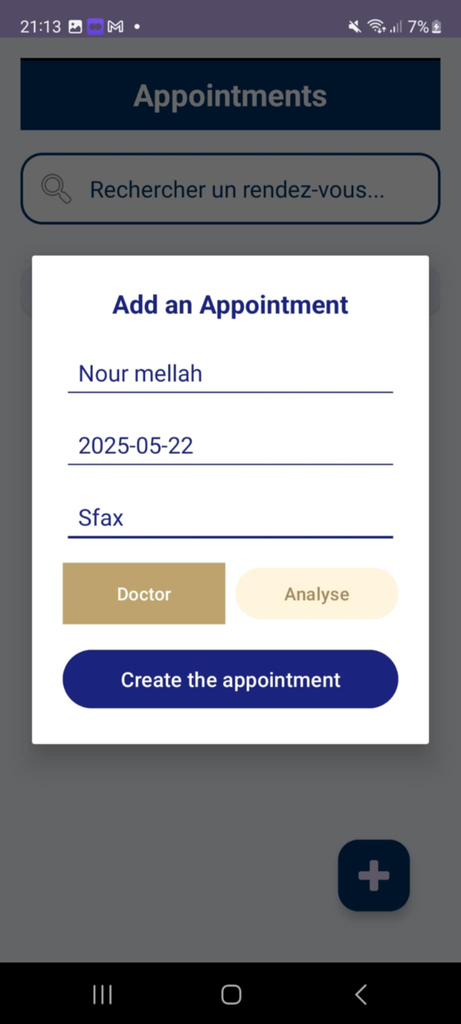 21:13
7%
Appointments
Rechercher un rendez-vous...
Add an Appointment
Nour mellah
2025-05-22
Sfax
Doctor
Analyse
Create the appointment